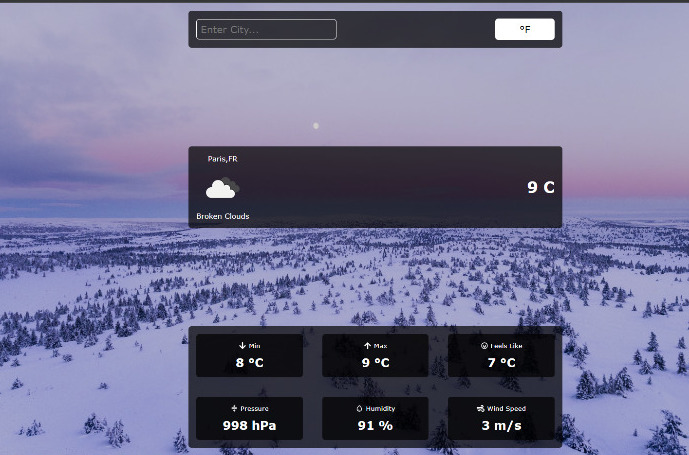 Enter City...
°F
Paris,FR
9 C
Broken Clouds
Min
Max
Feels Like
8 °C
9 °C
7 °C
Pressure
Humidity
Wind Speed
998 hPa
91 %
3 m/s